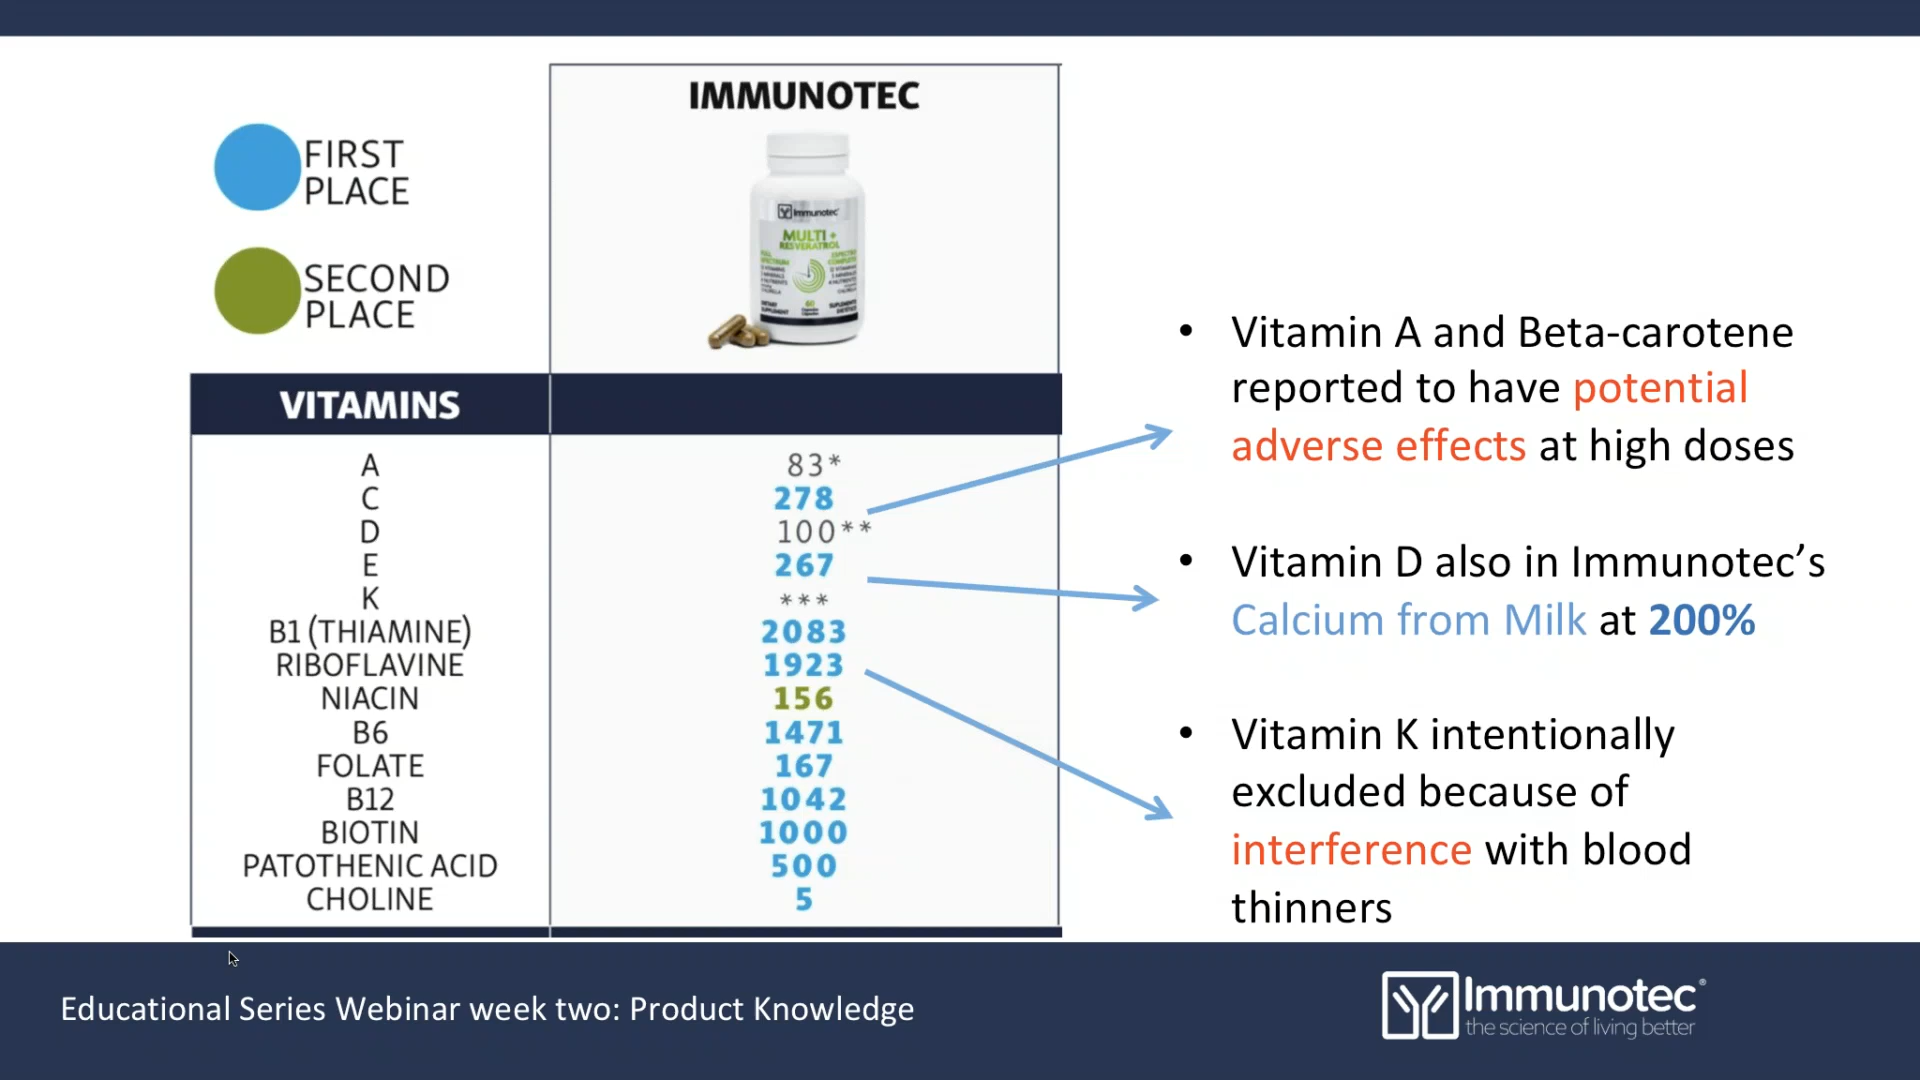 IMMUNOTEC
FIRST
PLACE
SECOND
PLACE
Immunotec
MULTI +
RESVERATROL
VITAMINS
A 83*
C 278
D 100**
E 267
K ***
B1 (THIAMINE) 2083
RIBOFLAVINE 1923
NIACIN 156
B6 1471
FOLATE 167
B12 1042
BIOTIN 1000
PATOTHENIC ACID 500
CHOLINE 5
• Vitamin A and Beta-carotene
reported to have potential
adverse effects at high doses
• Vitamin D also in Immunotec’s
Calcium from Milk at 200%
• Vitamin K intentionally
excluded because of
interference with blood
thinners
Educational Series Webinar week two: Product Knowledge
Immunotec®
the science of living better